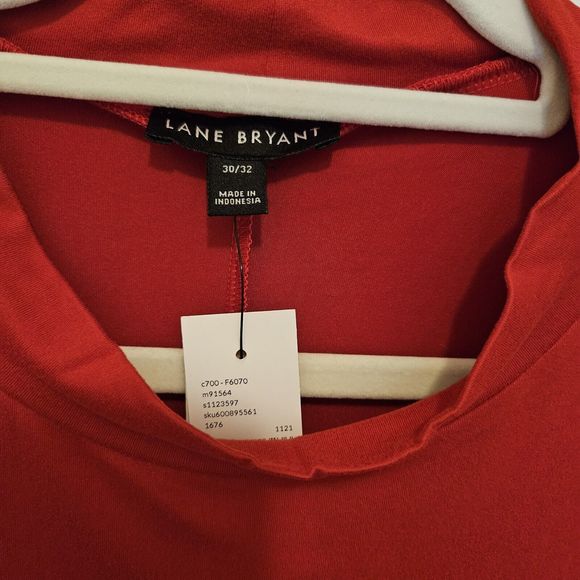 LANE BRYANT
30/32
MADE IN
INDONESIA
c700-F6070
m91564
s1123597
sku600895561
1676 1121